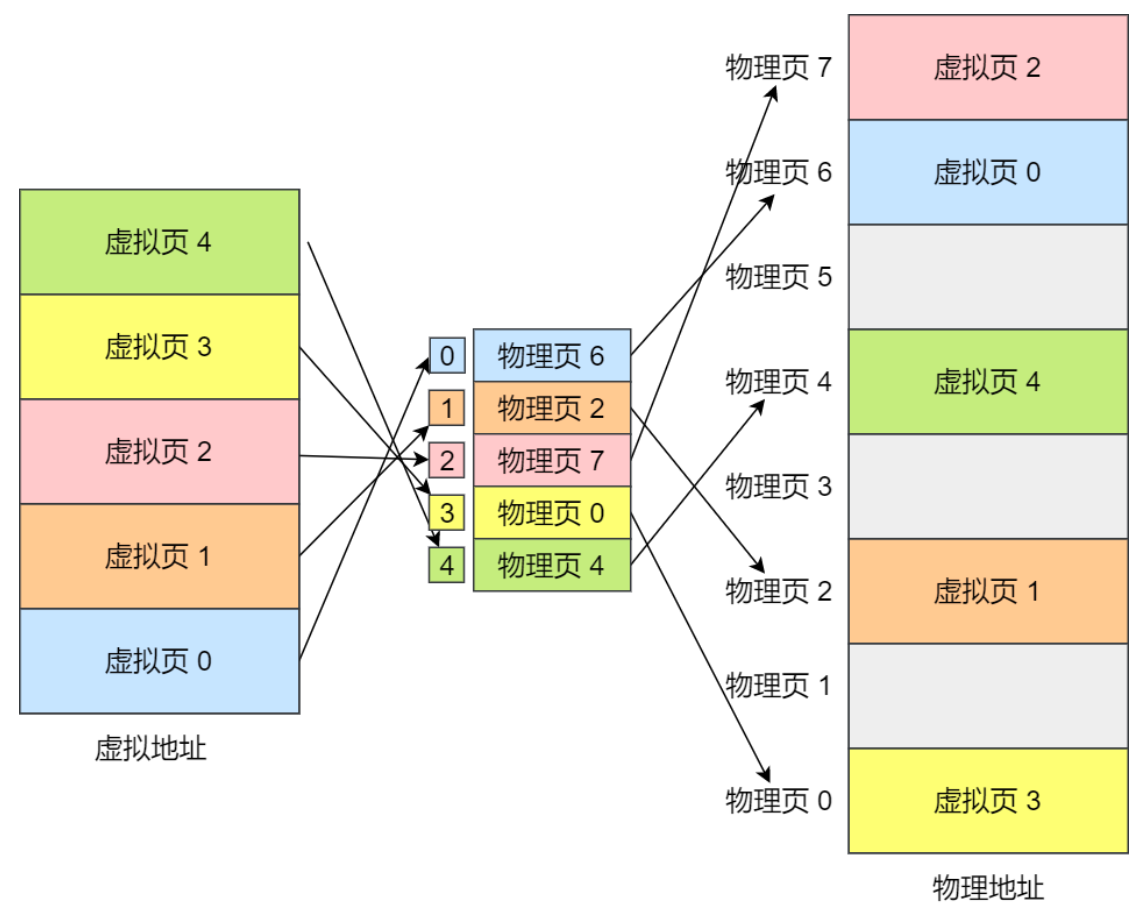 虚拟页 4
虚拟页 3
虚拟页 2
虚拟页 1
虚拟页 0
虚拟地址
0 物理页 6
1 物理页 2
2 物理页 7
3 物理页 0
4 物理页 4
物理页 7 虚拟页 2
物理页 6 虚拟页 0
物理页 5
物理页 4 虚拟页 4
物理页 3
物理页 2 虚拟页 1
物理页 1
物理页 0 虚拟页 3
物理地址